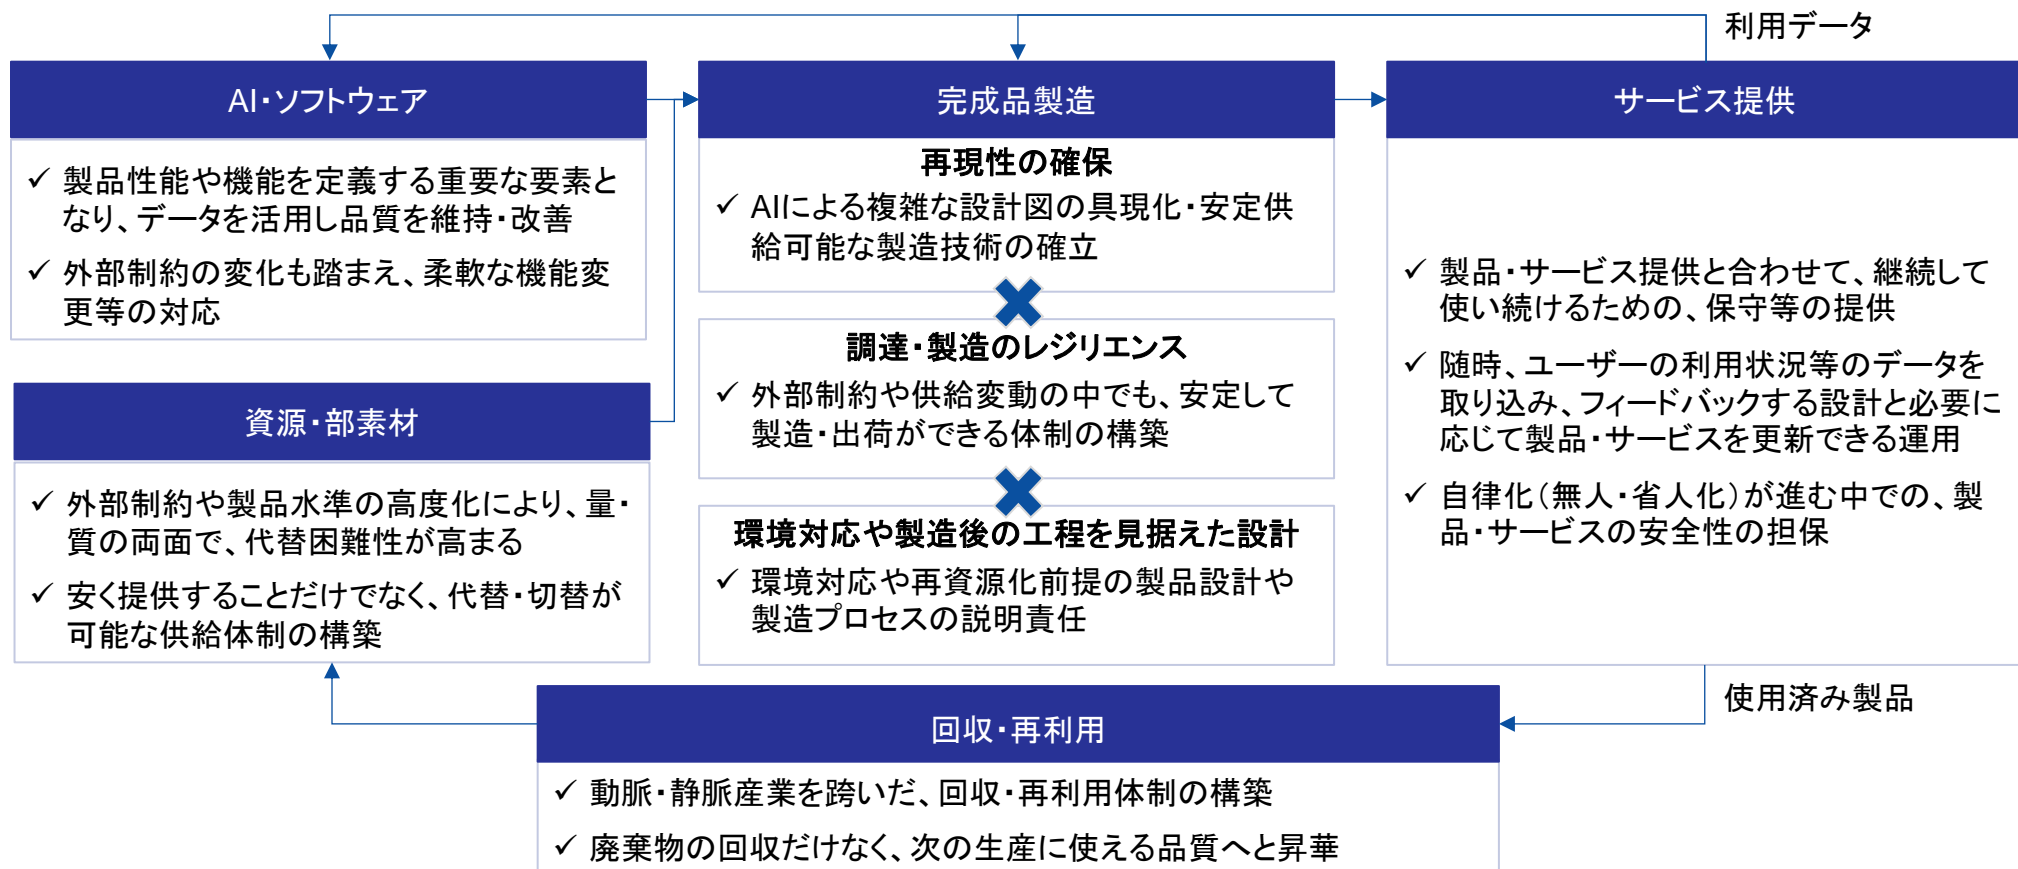 利用データ
AI・ソフトウェア
✓ 製品性能や機能を定義する重要な要素と
なり、データを活用し品質を維持・改善
✓ 外部制約の変化も踏まえ、柔軟な機能変
更等の対応
資源・部素材
✓ 外部制約や製品水準の高度化により、量・
質の両面で、代替困難性が高まる
✓ 安く提供することだけでなく、代替・切替が
可能な供給体制の構築
完成品製造
再現性の確保
✓ AIによる複雑な設計図の具現化・安定供
給可能な製造技術の確立
調達・製造のレジリエンス
✓ 外部制約や供給変動の中でも、安定して
製造・出荷ができる体制の構築
環境対応や製造後の工程を見据えた設計
✓ 環境対応や再資源化前提の製品設計や
製造プロセスの説明責任
サービス提供
✓ 製品・サービス提供と合わせて、継続して
使い続けるための、保守等の提供
✓ 随時、ユーザーの利用状況等のデータを
取り込み、フィードバックする設計と必要に
応じて製品・サービスを更新できる運用
✓ 自律化（無人・省人化）が進む中での、製
品・サービスの安全性の担保
使用済み製品
回収・再利用
✓ 動脈・静脈産業を跨いだ、回収・再利用体制の構築
✓ 廃棄物の回収だけなく、次の生産に使える品質へと昇華